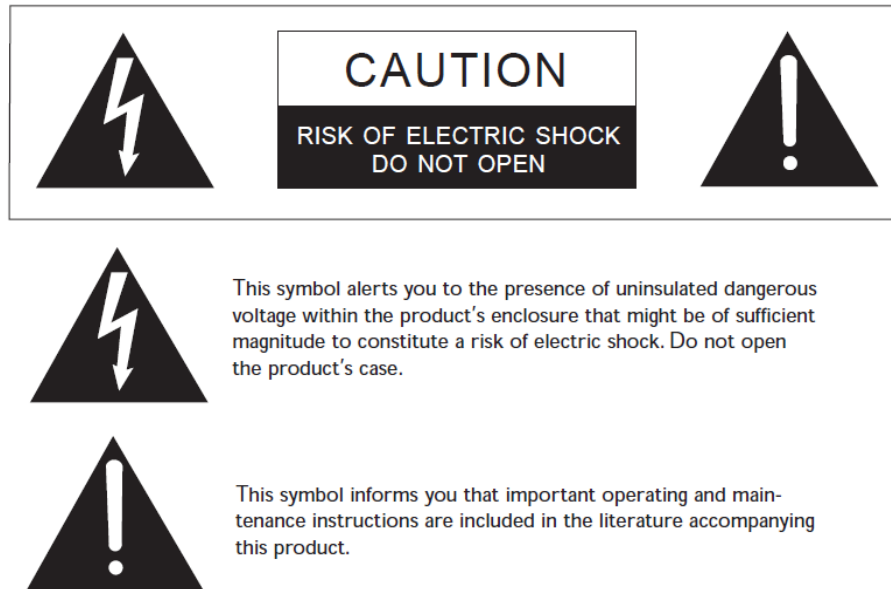 CAUTION
RISK OF ELECTRIC SHOCK
DO NOT OPEN
This symbol alerts you to the presence of uninsulated dangerous
voltage within the product's enclosure that might be of sufficient
magnitude to constitute a risk of electric shock. Do not open
the product's case.
This symbol informs you that important operating and main-
tenance instructions are included in the literature accompanying
this product.